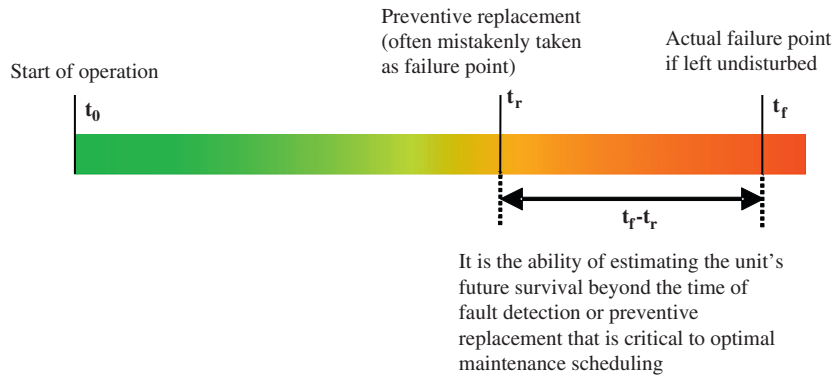 Preventive replacement
(often mistakenly taken
as failure point)
Actual failure point
if left undisturbed
Start of operation
t0
tr
tf
tf-tr
It is the ability of estimating the unit's
future survival beyond the time of
fault detection or preventive
replacement that is critical to optimal
maintenance scheduling